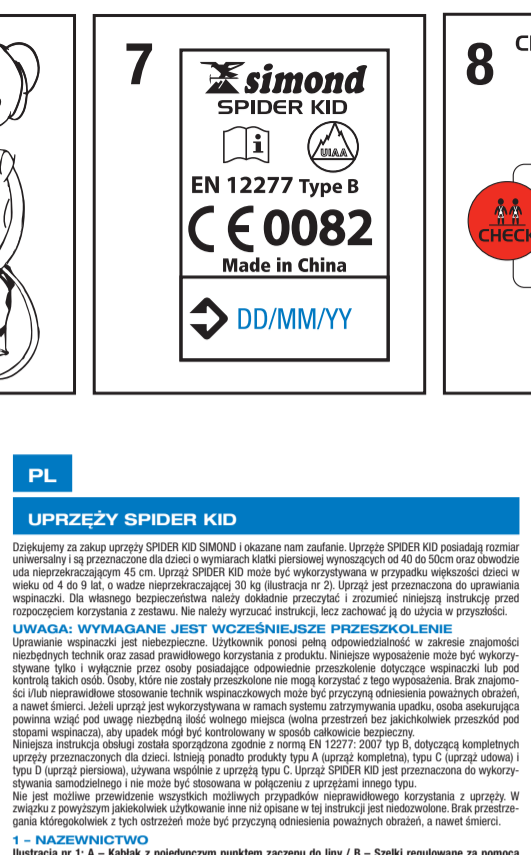 7
simond
SPIDER KID
i
UIAA
EN 12277 Type B
CE 0082
Made in China
DD/MM/YY
8
CHECK
PL
UPRZĘŻY SPIDER KID
Dziękujemy za zakup uprzęży SPIDER KID SIMOND i okazane nam zaufanie. Uprzęże SPIDER KID posiadają rozmiar
uniwersalny i są przeznaczone dla dzieci o wymiarach klatki piersiowej wynoszących od 40 do 50cm oraz obwodzie
uda nieprzekraczającym 45 cm. Uprząż SPIDER KID może być wykorzystywana w przypadku większości dzieci w
wieku od 4 do 9 lat, o wadze nieprzekraczającej 30 kg (ilustracja nr 2). Uprząż jest przeznaczona do uprawiania
wspinaczki. Dla własnego bezpieczeństwa należy dokładnie przeczytać i zrozumieć niniejszą instrukcję przed
rozpoczęciem korzystania z zestawu. Nie należy wyrzucać instrukcji, lecz zachować ją do użycia w przyszłości.
UWAGA: WYMAGANE JEST WCZEŚNIEJSZE PRZESZKOLENIE
Uprawianie wspinaczki jest niebezpieczne. Użytkownik ponosi pełną odpowiedzialność w zakresie znajomości
niezbędnych technik oraz zasad prawidłowego korzystania z produktu. Niniejsze wyposażenie może być wykorzy-
stywane tylko i wyłącznie przez osoby posiadające odpowiednie przeszkolenie dotyczące wspinaczki lub pod
kontrolą takich osób. Osoby, które nie zostały przeszkolone nie mogą korzystać z tego wyposażenia. Brak znajomo-
ści i/lub nieprawidłowe stosowanie technik wspinaczkowych może być przyczyną odniesienia poważnych obrażeń,
a nawet śmierci. Jeżeli uprząż jest wykorzystywana w ramach systemu zatrzymywania upadku, osoba asekurująca
powinna wziąć pod uwagę niezbędną ilość wolnego miejsca (wolna przestrzeń bez jakichkolwiek przeszkód pod
stopami wspinacza), aby upadek mógł być kontrolowany w sposób całkowicie bezpieczny.
Niniejsza instrukcja obsługi została sporządzona zgodnie z normą EN 12277: 2007 typ B, dotyczącą kompletnych
uprzęży przeznaczonych dla dzieci. Istnieją ponadto produkty typu A (uprząż kompletna), typu C (uprząż udowa) i
typu D (uprząż piersiowa), używana wspólnie z uprzężą typu C. Uprząż SPIDER KID jest przeznaczona do wykorzy-
stywania samodzielnego i nie może być stosowana w połączeniu z uprzężami innego typu.
Nie jest możliwe przewidzenie wszystkich możliwych przypadków nieprawidłowego korzystania z uprzęży. W
związku z powyższym jakiekolwiek użytkowanie inne niż opisane w tej instrukcji jest niedozwolone. Brak przestrze-
gania któregokolwiek z tych ostrzeżeń może być przyczyną odniesienia poważnych obrażeń, a nawet śmierci.
1 – NAZEWNICTWO
Ilustracja nr 1: A – Kabłąk z pojedynczym punktem zaczepu do liny / B – Szelki regulowane za pomocą